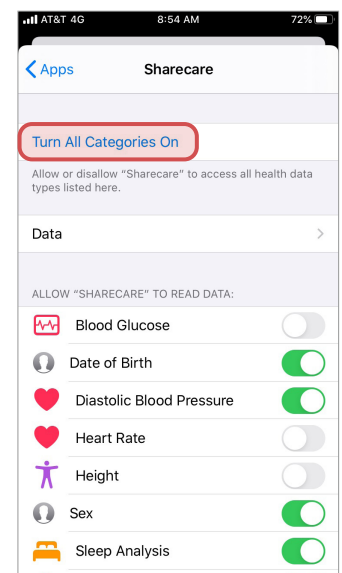 AT&T 4G 8:54 AM 72%
Apps Sharecare
Turn All Categories On
Allow or disallow “Sharecare” to access all health data
types listed here.
Data
ALLOW “SHARECARE” TO READ DATA:
Blood Glucose
Date of Birth
Diastolic Blood Pressure
Heart Rate
Height
Sex
Sleep Analysis